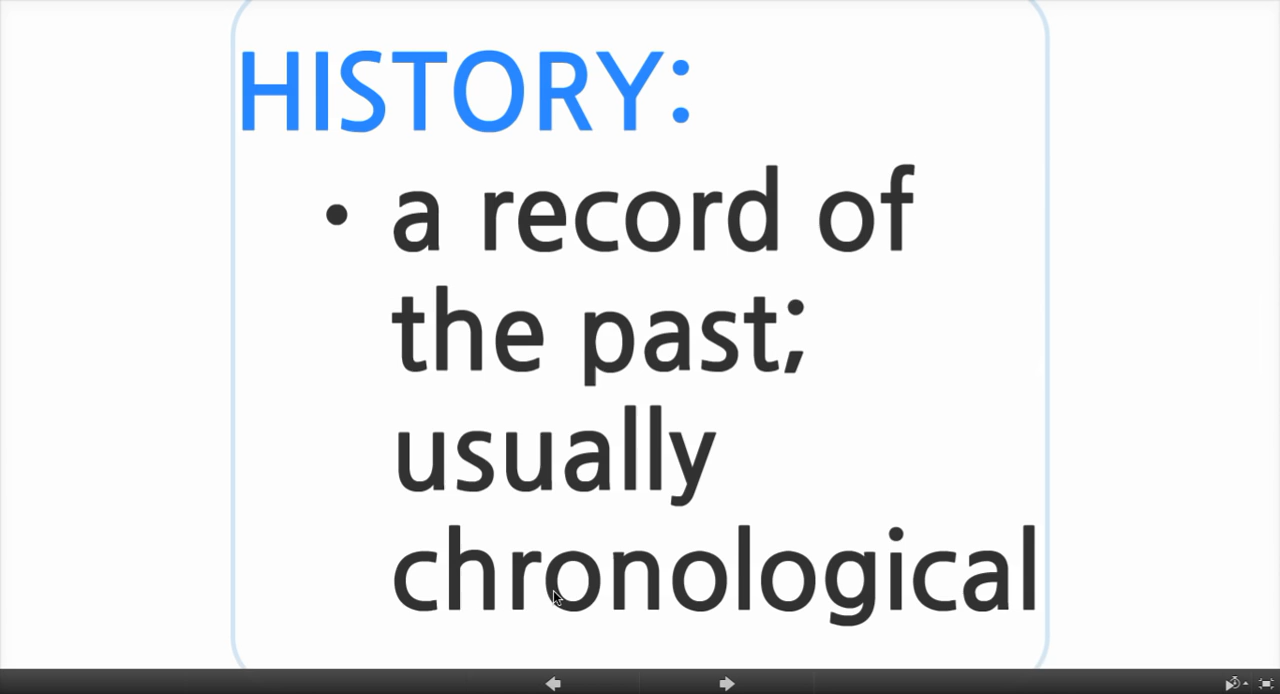 HISTORY:
• a record of
the past;
usually
chronological